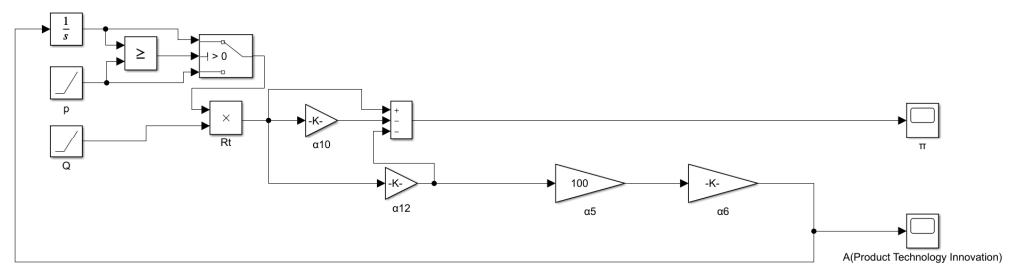 1
s
≥
> 0
p
×
Rt
Q
-K-
α10
+
−
−
π
-K-
α12
100
α5
-K-
α6
A(Product Technology Innovation)